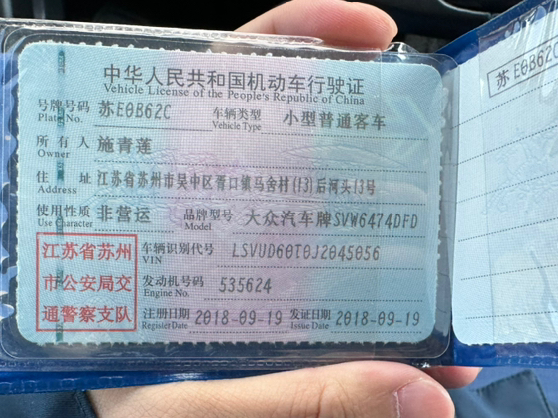 中华人民共和国机动车行驶证
Vehicle License of the People's Republic of China
号牌号码 苏E0B62C 车辆类型 小型普通客车
Plate No. Vehicle Type
所有人 施青莲
Owner
住址 江苏省苏州市吴中区胥口镇马舍村(13)后河头13号
Address
使用性质 非营运 品牌型号 大众汽车牌SVW6474DFD
Use Character Model
江苏省苏州
市公安局交
通警察支队
车辆识别代号 LSVUD60T0J2045056
VIN
发动机号码 535624
Engine No.
注册日期 2018-09-19 发证日期 2018-09-19
Register Date Issue Date
苏E0B62C